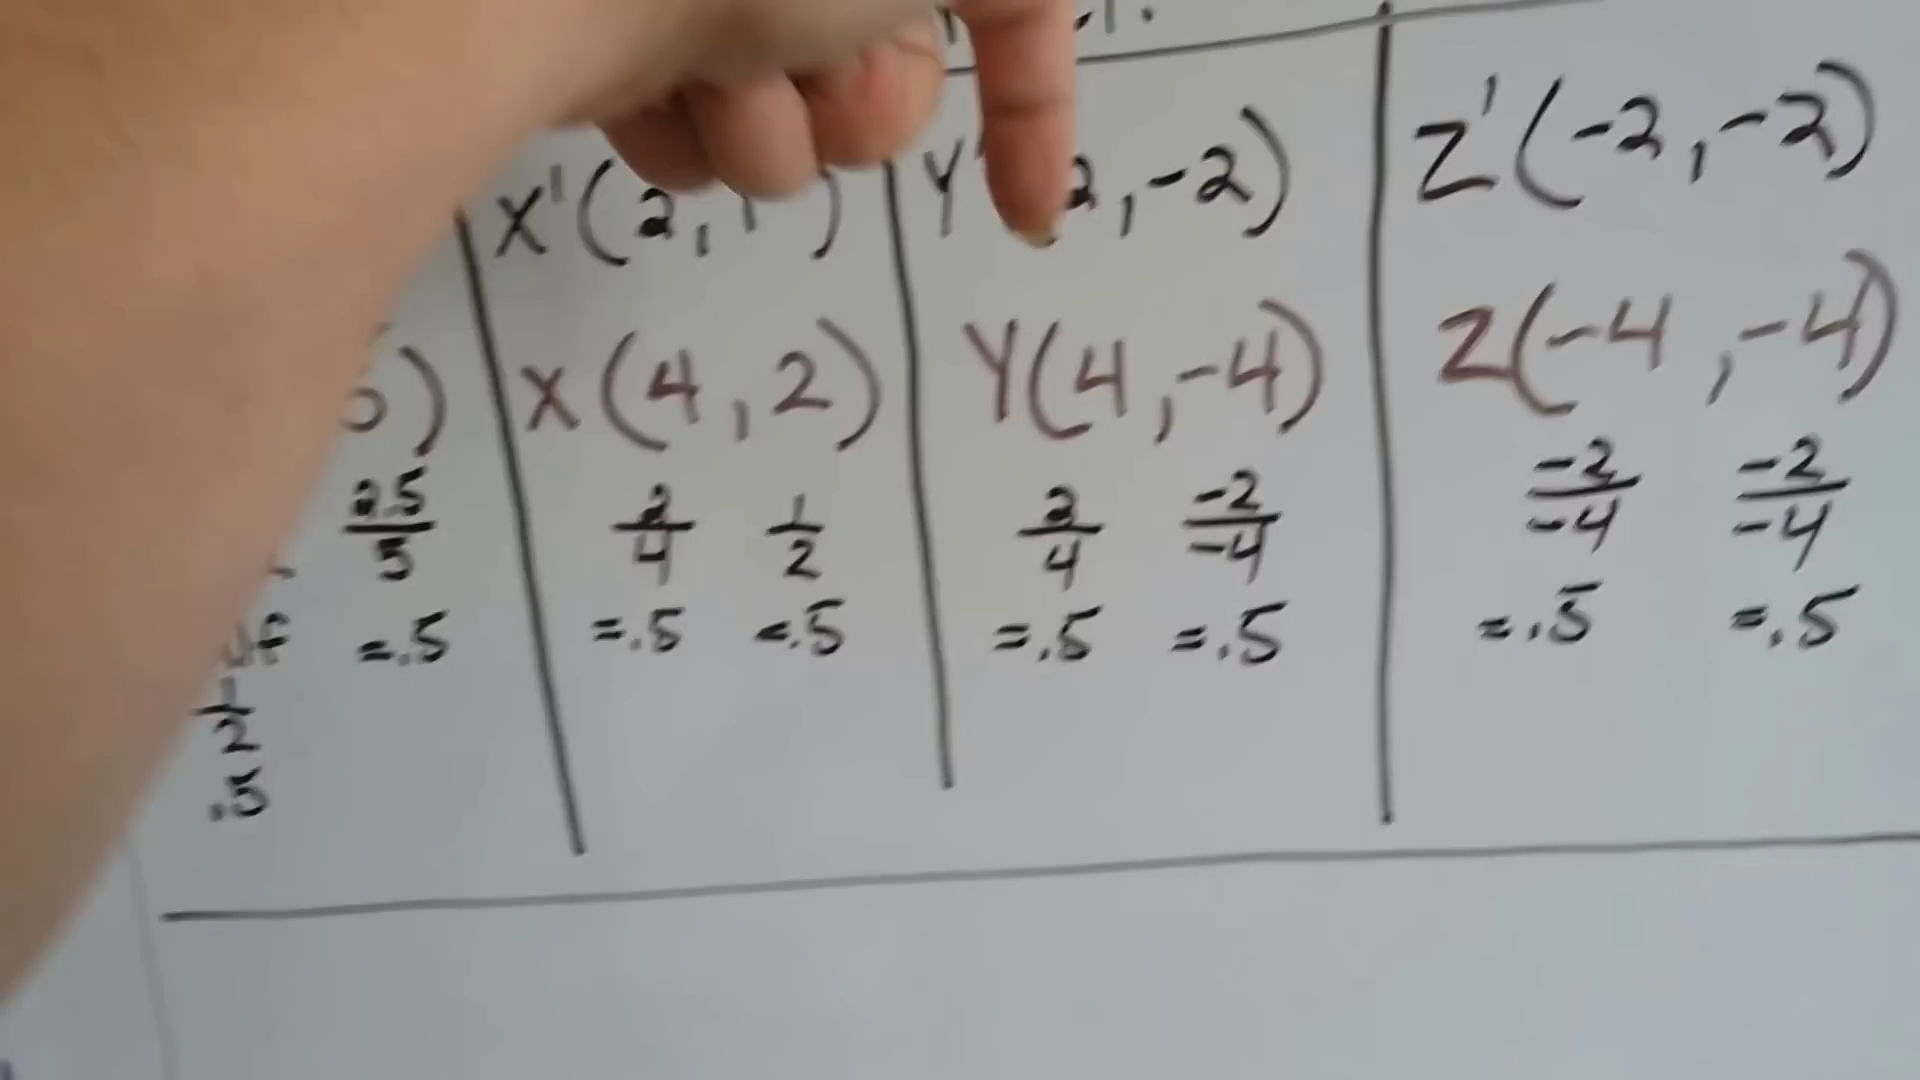 X'(2,1) Y'(2,-2) Z'(-2,-2)
) X(4,2) Y(4,-4) Z(-4,-4)
2.5/5 2/4 1/2 2/4 -2/-4 -2/-4 -2/-4
=.5 =.5 =.5 =.5 =.5 =.5 =.5
1/2
.5